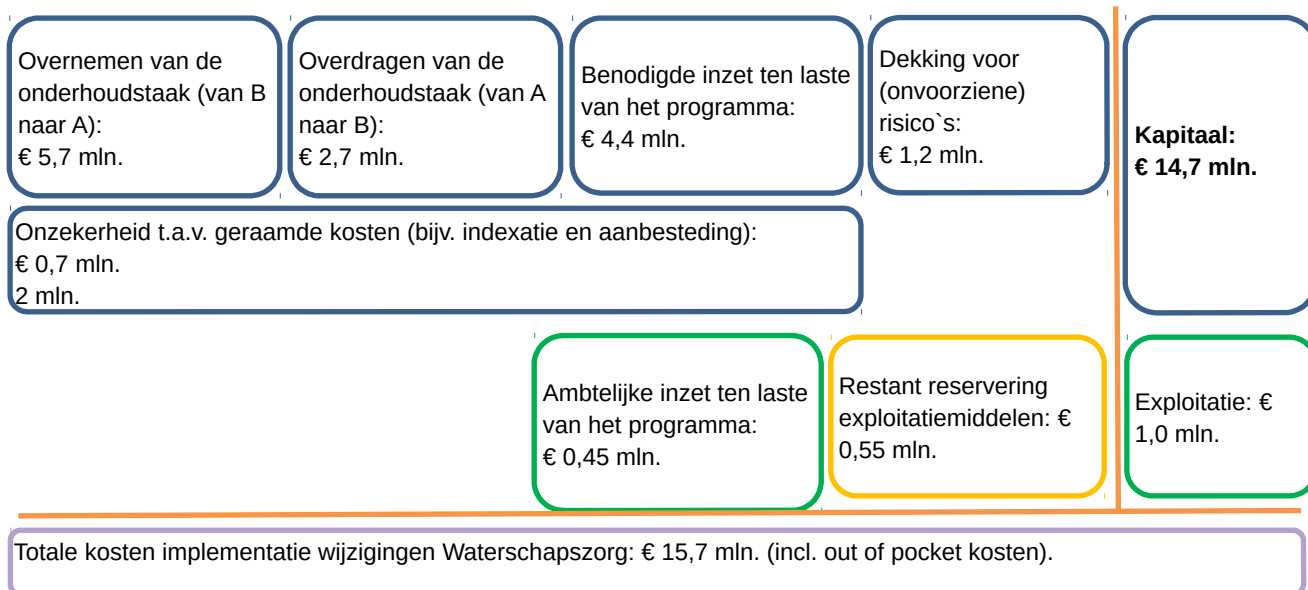 Overnemen van de
onderhoudstaak (van B
naar A):
€ 5,7 mln.
Overdragen van de
onderhoudstaak (van A
naar B):
€ 2,7 mln.
Benodigde inzet ten laste
van het programma:
€ 4,4 mln.
Dekking voor
(onvoorziene)
risico`s:
€ 1,2 mln.
Kapitaal:
€ 14,7 mln.
Onzekerheid t.a.v. geraamde kosten (bijv. indexatie en aanbesteding):
€ 0,7 mln.
2 mln.
Ambtelijke inzet ten laste
van het programma:
€ 0,45 mln.
Restant reservering
exploitatiemiddelen: €
0,55 mln.
Exploitatie: €
1,0 mln.
Totale kosten implementatie wijzigingen Waterschapszorg: € 15,7 mln. (incl. out of pocket kosten).